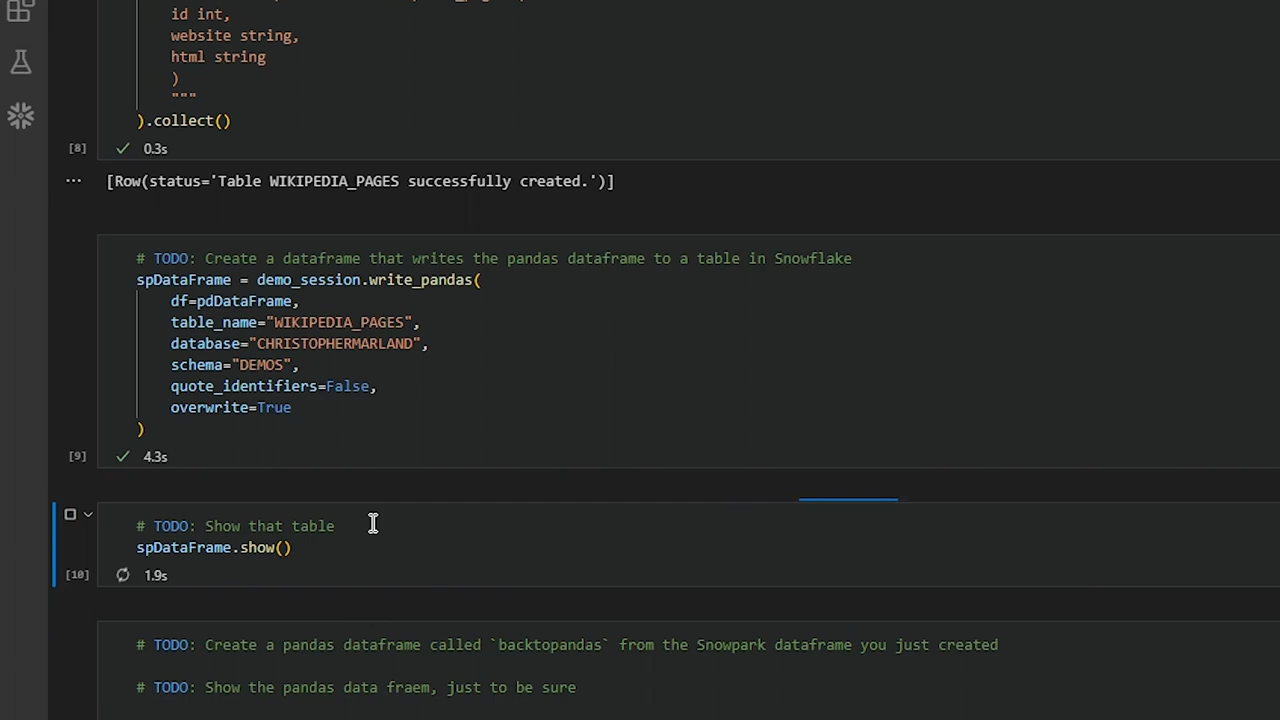 id int,
website string,
html string
)
"""
).collect()
[8]
0.3s
... [Row(status='Table WIKIPEDIA_PAGES successfully created.')]
# TODO: Create a dataframe that writes the pandas dataframe to a table in Snowflake
spDataFrame = demo_session.write_pandas(
df=pdDataFrame,
table_name="WIKIPEDIA_PAGES",
database="CHRISTOPHERMARLAND",
schema="DEMOS",
quote_identifiers=False,
overwrite=True
)
[9]
4.3s
# TODO: Show that table
spDataFrame.show()
[10]
1.9s
# TODO: Create a pandas dataframe called `backtopandas` from the Snowpark dataframe you just created
# TODO: Show the pandas data fraem, just to be sure